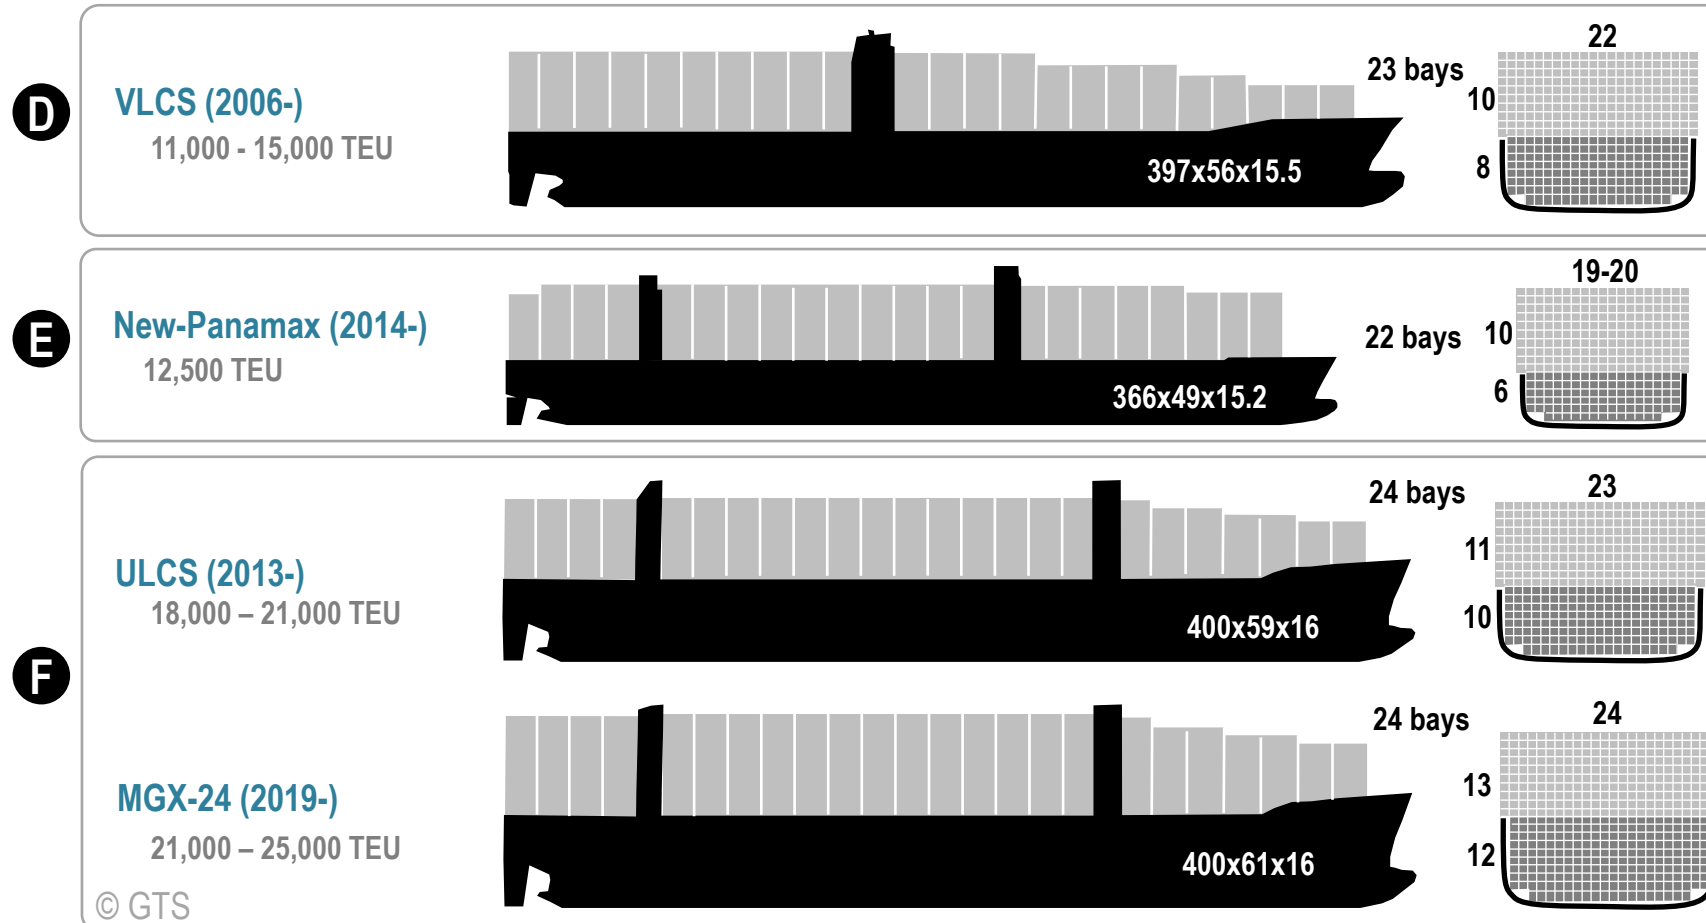 D
VLCS (2006-)
11,000 - 15,000 TEU
397x56x15.5
23 bays
22
10
8
E
New-Panamax (2014-)
12,500 TEU
366x49x15.2
22 bays
19-20
10
6
F
ULCS (2013-)
18,000 – 21,000 TEU
400x59x16
24 bays
23
11
10
MGX-24 (2019-)
21,000 – 25,000 TEU
400x61x16
24 bays
24
13
12
© GTS